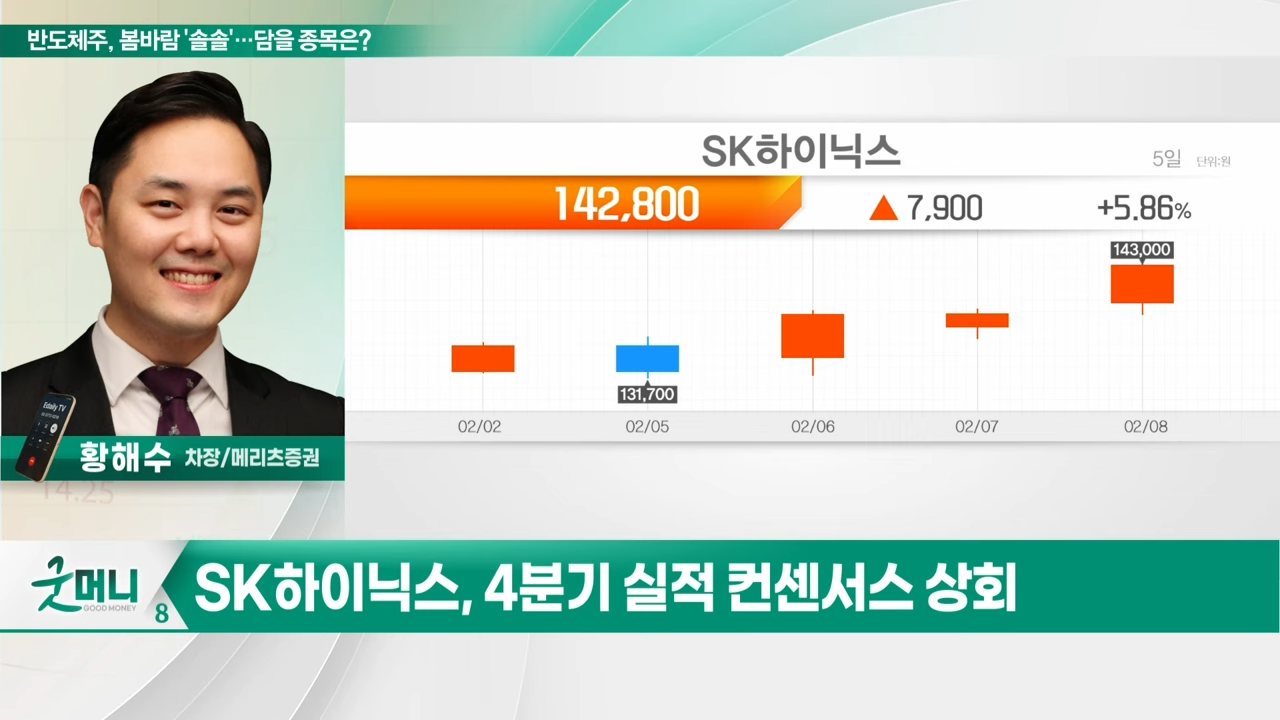 반도체주, 봄바람 '솔솔'…담을 종목은?
SK하이닉스
5일 단위:원
142,800 ▲ 7,900 +5.86%
143,000
131,700
02/02 02/05 02/06 02/07 02/08
Edaily TV
황해수 차장/메리츠증권
14.25
굿머니
GOOD MONEY
8
SK하이닉스, 4분기 실적 컨센서스 상회